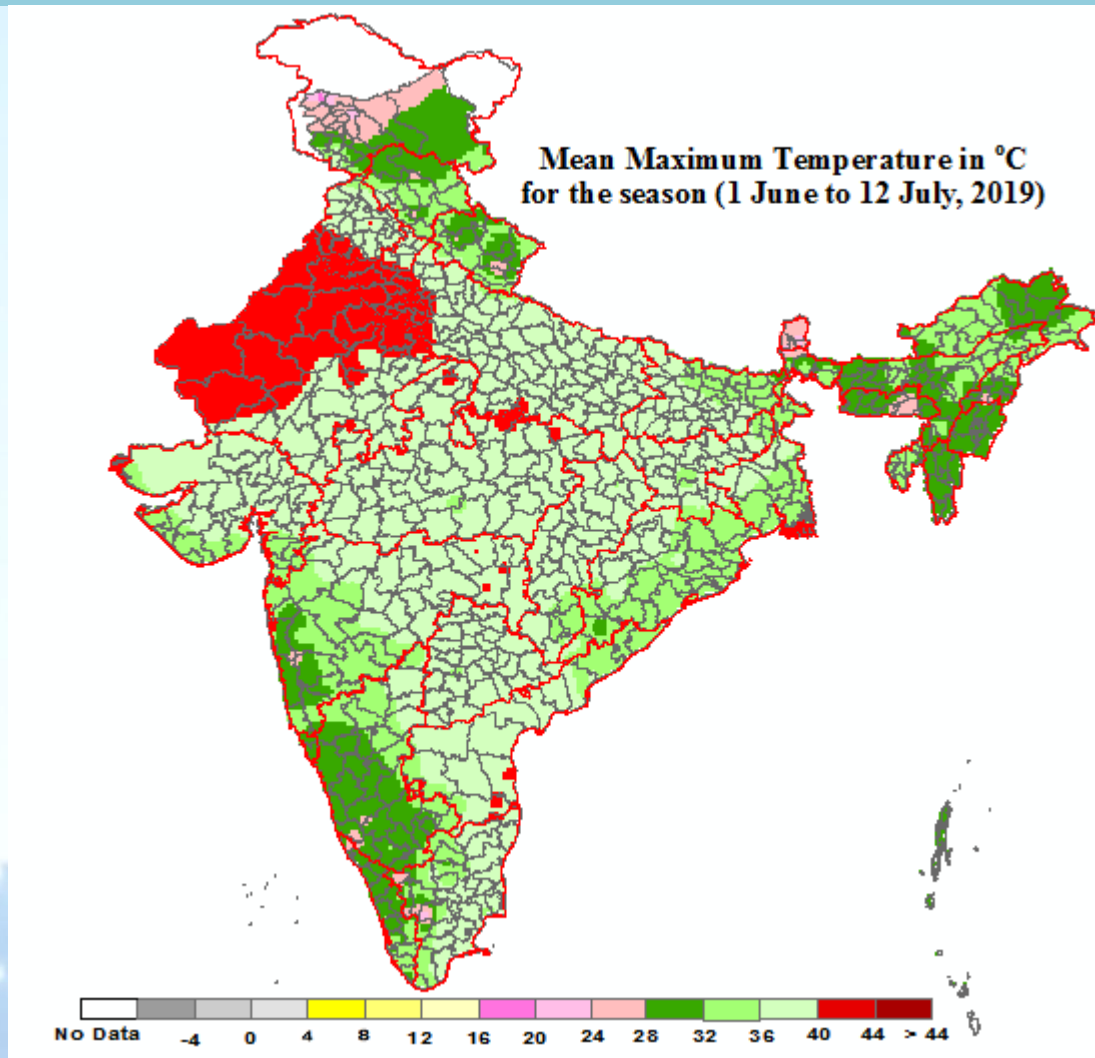 Mean Maximum Temperature in °C
for the season (1 June to 12 July, 2019)
No Data -4 0 4 8 12 16 20 24 28 32 36 40 44 > 44